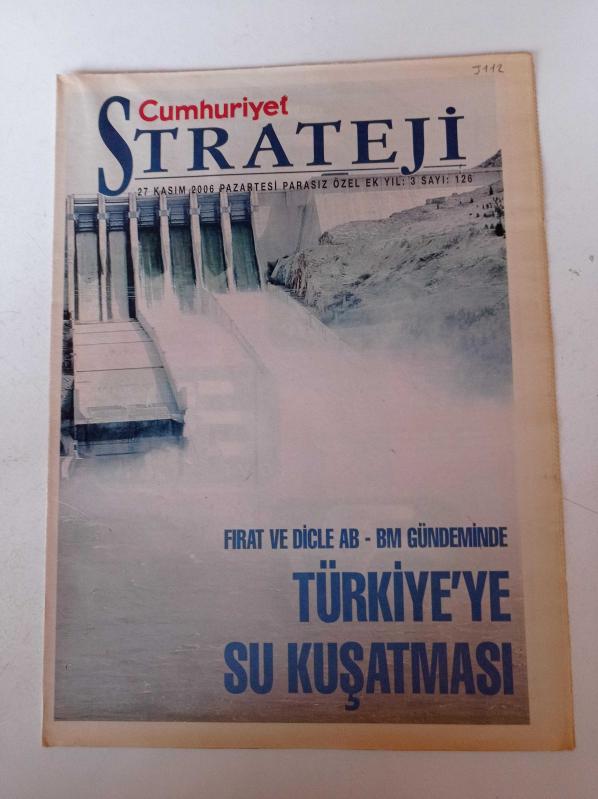 J112
Cumhuriyet
STRATEJİ
27 KASIM 2006 PAZARTESİ PARASIZ ÖZEL EK YIL: 3 SAYI: 126
FIRAT VE DİCLE AB - BM GÜNDEMİNDE
TÜRKİYE'YE
SU KUŞATMASI